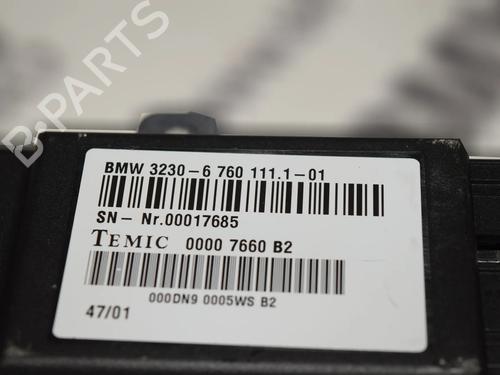 B-PARTS
BMW 3230-6 760 111.1-01
SN- Nr.00017685
TEMIC 0000 7660 B2
000DN9 0005WS B2
47/01